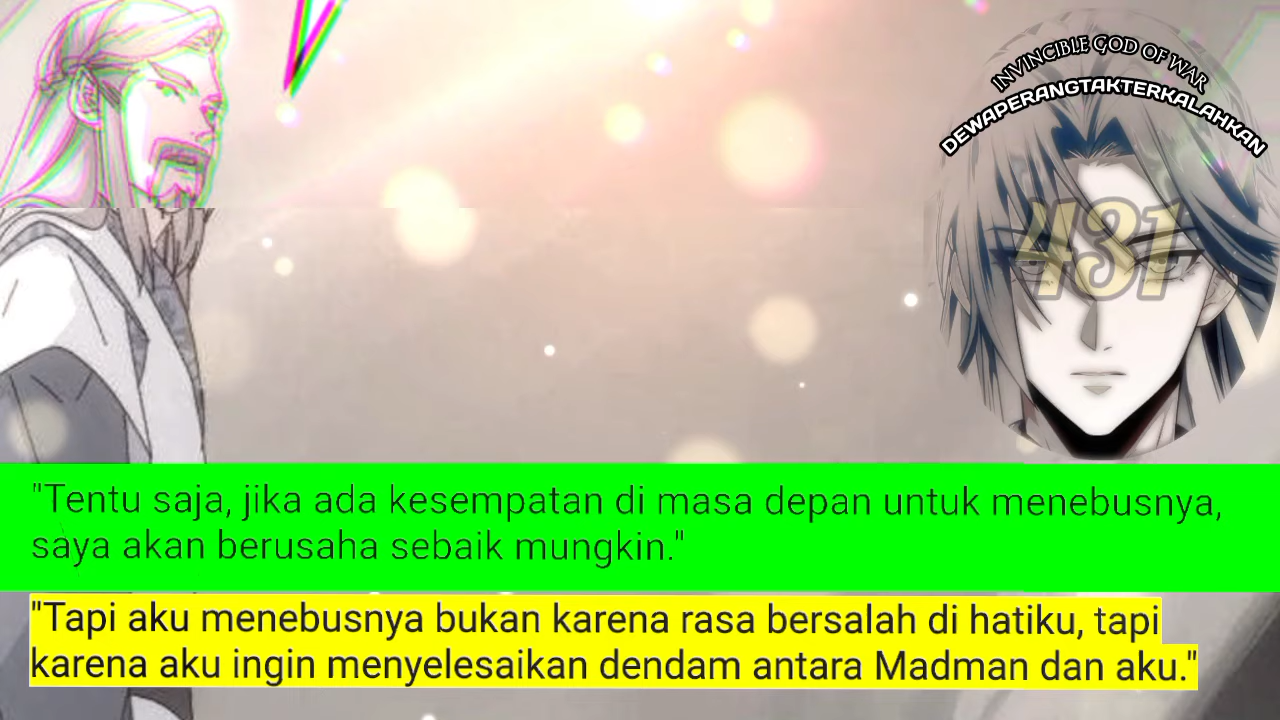 INVINCIBLE GOD OF WAR
DEWAPERANGTAKTERKALAHKAN
431
"Tentu saja, jika ada kesempatan di masa depan untuk menebusnya,
saya akan berusaha sebaik mungkin."
"Tapi aku menebusnya bukan karena rasa bersalah di hatiku, tapi
karena aku ingin menyelesaikan dendam antara Madman dan aku."